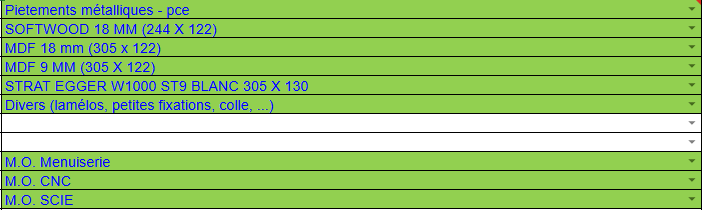 Pietements métalliques - pce
SOFTWOOD 18 MM (244 X 122)
MDF 18 mm (305 x 122)
MDF 9 MM (305 X 122)
STRAT EGGER W1000 ST9 BLANC 305 X 130
Divers (lamélos, petites fixations, colle, ...)
M.O. Menuiserie
M.O. CNC
M.O. SCIE